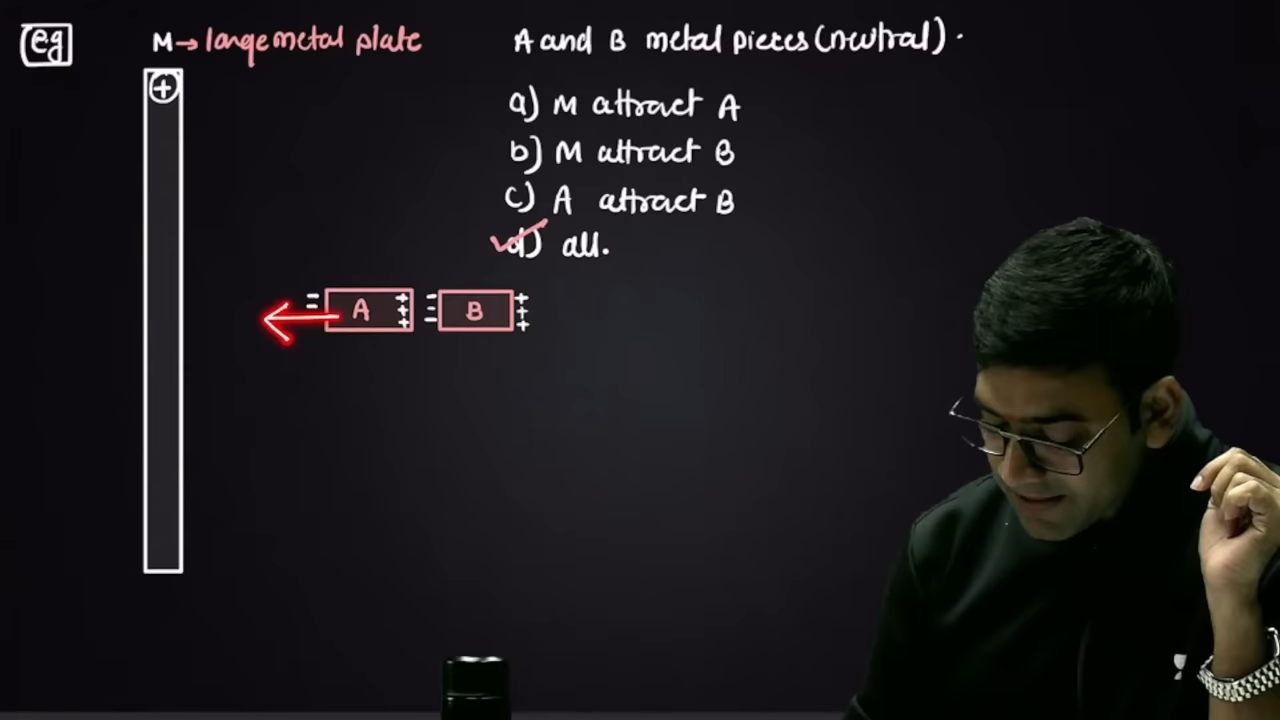 eg
M→ large metal plate
A and B metal pieces (neutral).
+
a) M attract A
b) M attract B
c) A attract B
d) all.
= A +++ --- B +++